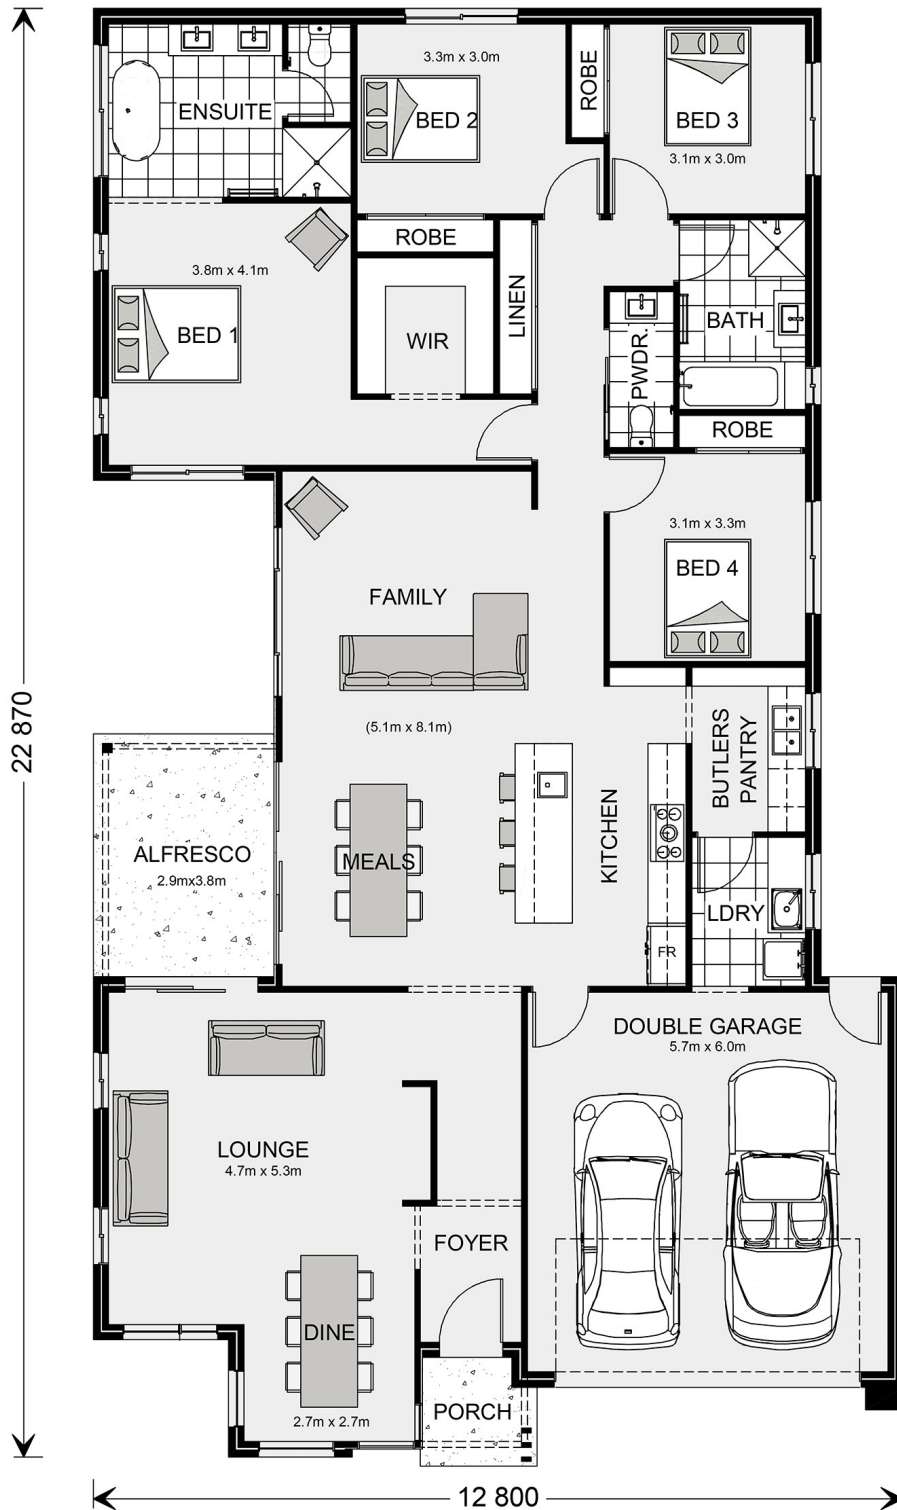 ENSUITE
3.3m x 3.0m
BED 2
ROBE
BED 3
3.1m x 3.0m
ROBE
3.8m x 4.1m
BED 1
WIR
LINEN
PWDR.
BATH
ROBE
3.1m x 3.3m
BED 4
FAMILY
(5.1m x 8.1m)
22 870
BUTLERS
PANTRY
KITCHEN
MEALS
ALFRESCO
2.9mx3.8m
LDRY
FR
DOUBLE GARAGE
5.7m x 6.0m
LOUNGE
4.7m x 5.3m
FOYER
DINE
2.7m x 2.7m
PORCH
12 800